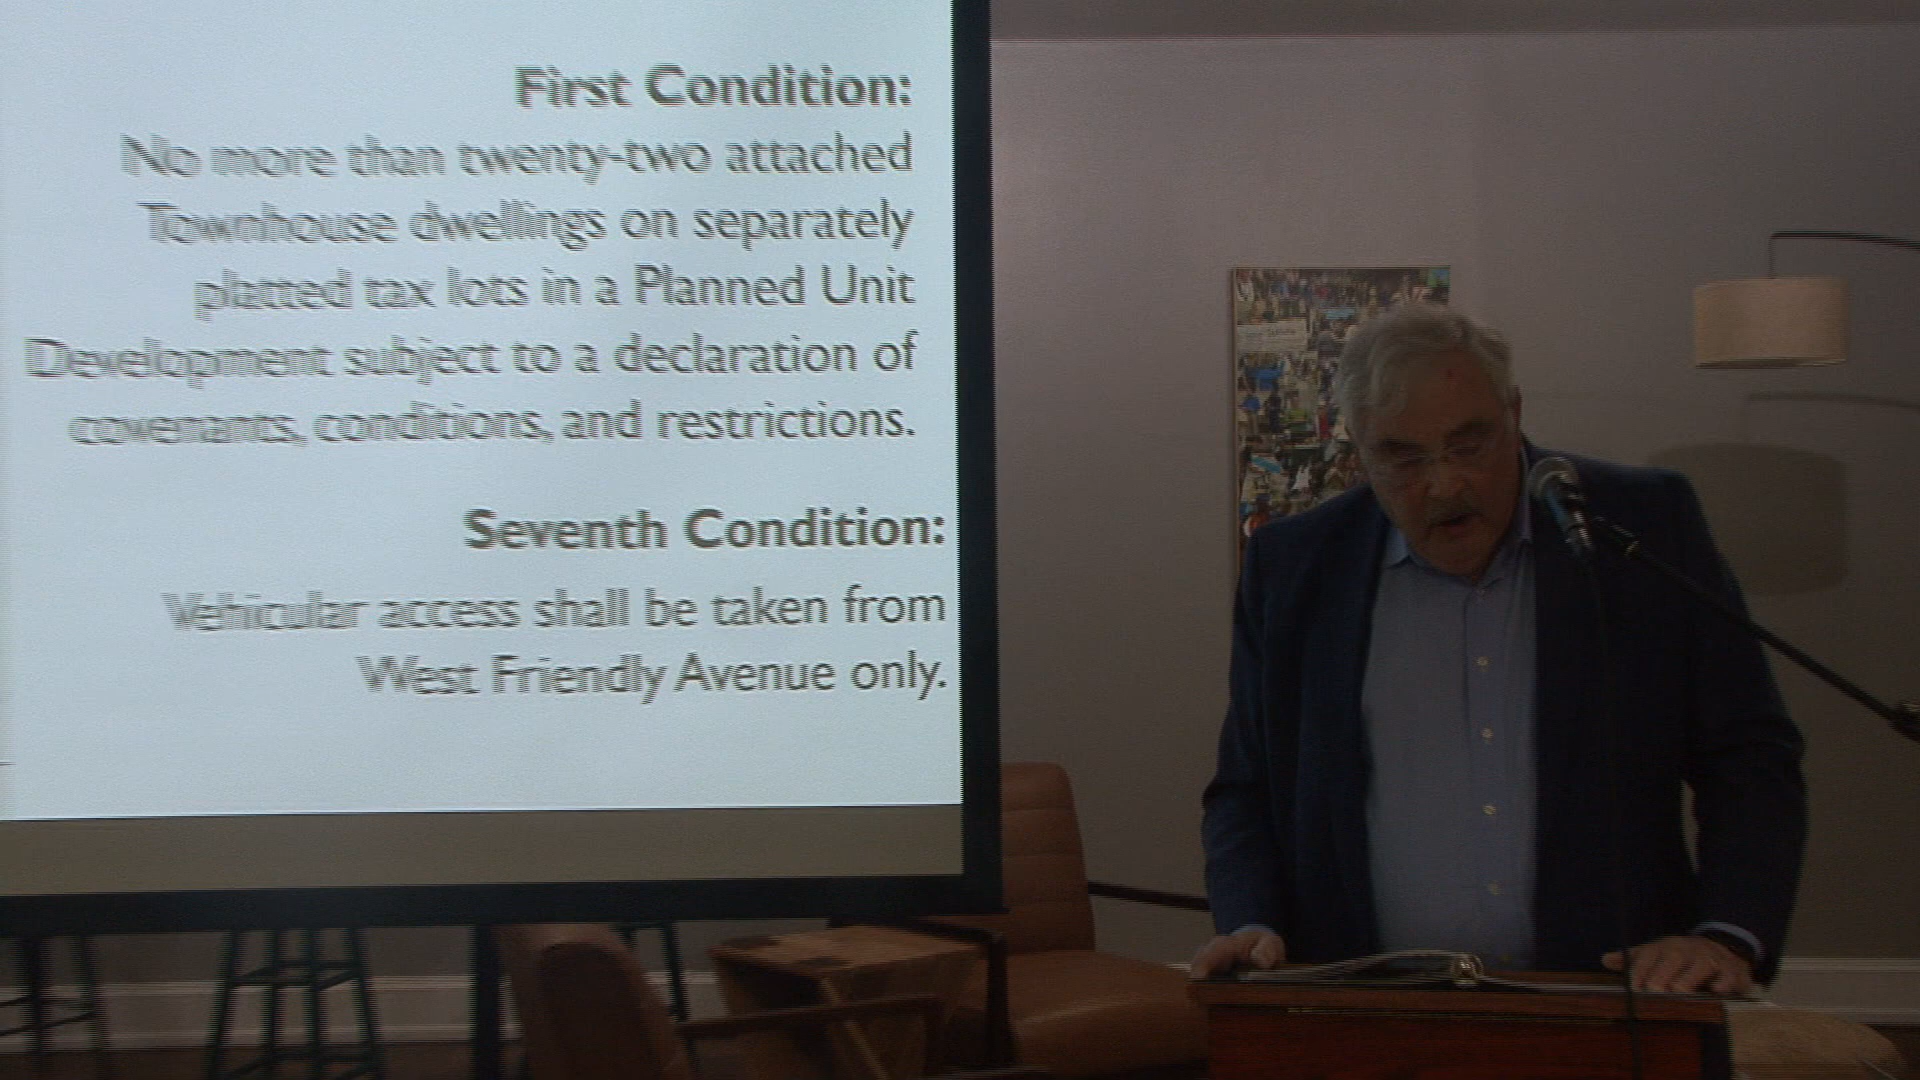 First Condition:
No more than twenty-two attached
Townhouse dwellings on separately
platted tax lots in a Planned Unit
Development subject to a declaration of
covenants, conditions, and restrictions.
Seventh Condition:
Vehicular access shall be taken from
West Friendly Avenue only.